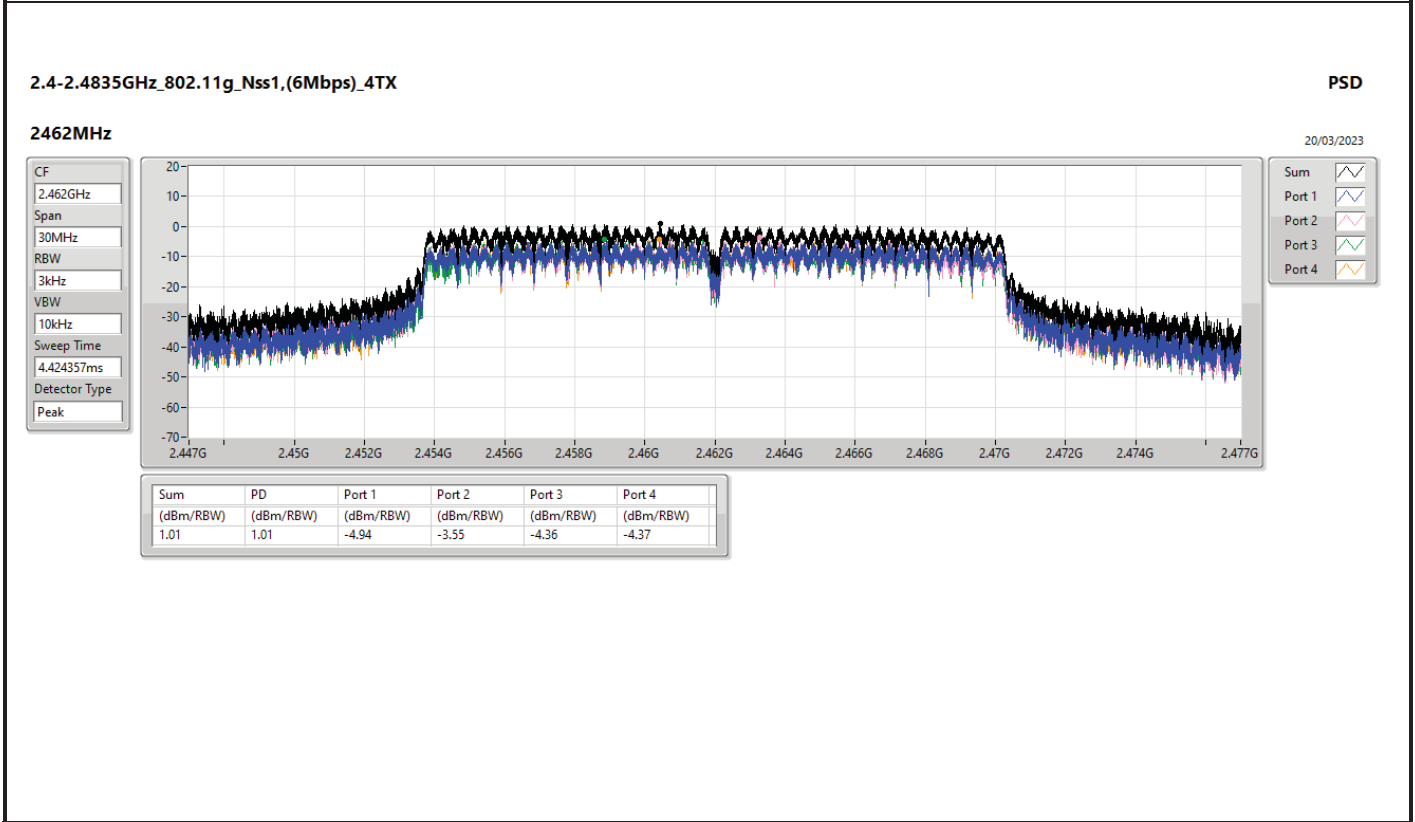 2.4-2.4835GHz_802.11g_Nss1,(6Mbps)_4TX
PSD
2462MHz
20/03/2023
CF
2.462GHz
Span
30MHz
RBW
3kHz
VBW
10kHz
Sweep Time
4.424357ms
Detector Type
Peak
20
10
0
-10
-20
-30
-40
-50
-60
-70
2.447G 2.45G 2.452G 2.454G 2.456G 2.458G 2.46G 2.462G 2.464G 2.466G 2.468G 2.47G 2.472G 2.474G 2.477G
Sum
Port 1
Port 2
Port 3
Port 4
Sum PD Port 1 Port 2 Port 3 Port 4
(dBm/RBW) (dBm/RBW) (dBm/RBW) (dBm/RBW) (dBm/RBW) (dBm/RBW)
1.01 1.01 -4.94 -3.55 -4.36 -4.37